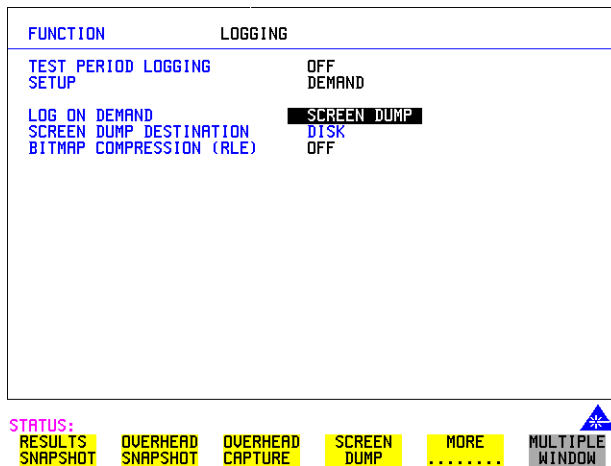 FUNCTION LOGGING
TEST PERIOD LOGGING OFF
SETUP DEMAND
LOG ON DEMAND SCREEN DUMP
SCREEN DUMP DESTINATION DISK
BITMAP COMPRESSION (RLE) OFF
STATUS:
RESULTS OVERHEAD OVERHEAD SCREEN MORE MULTIPLE
SNAPSHOT SNAPSHOT CAPTURE DUMP ........ WINDOW